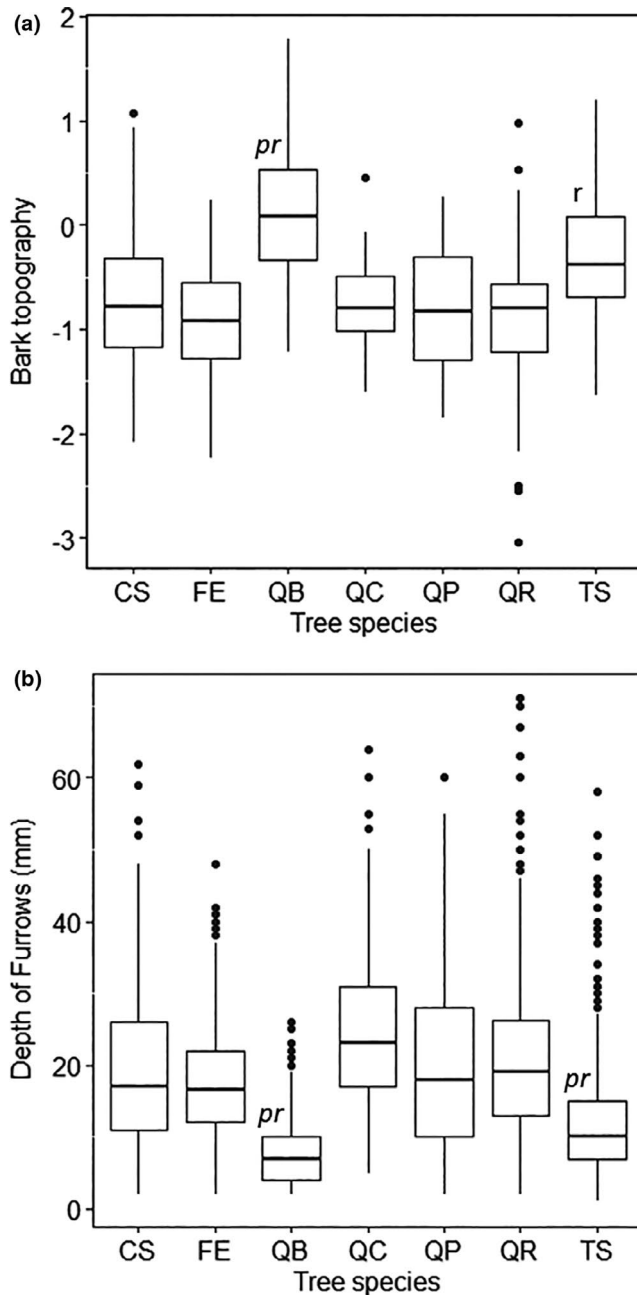 (a)
2
1
0
-1
-2
-3
Bark topography
pr
r
CS FE QB QC QP QR TS
Tree species
(b)
60
40
20
0
Depth of Furrows (mm)
pr
pr
CS FE QB QC QP QR TS
Tree species